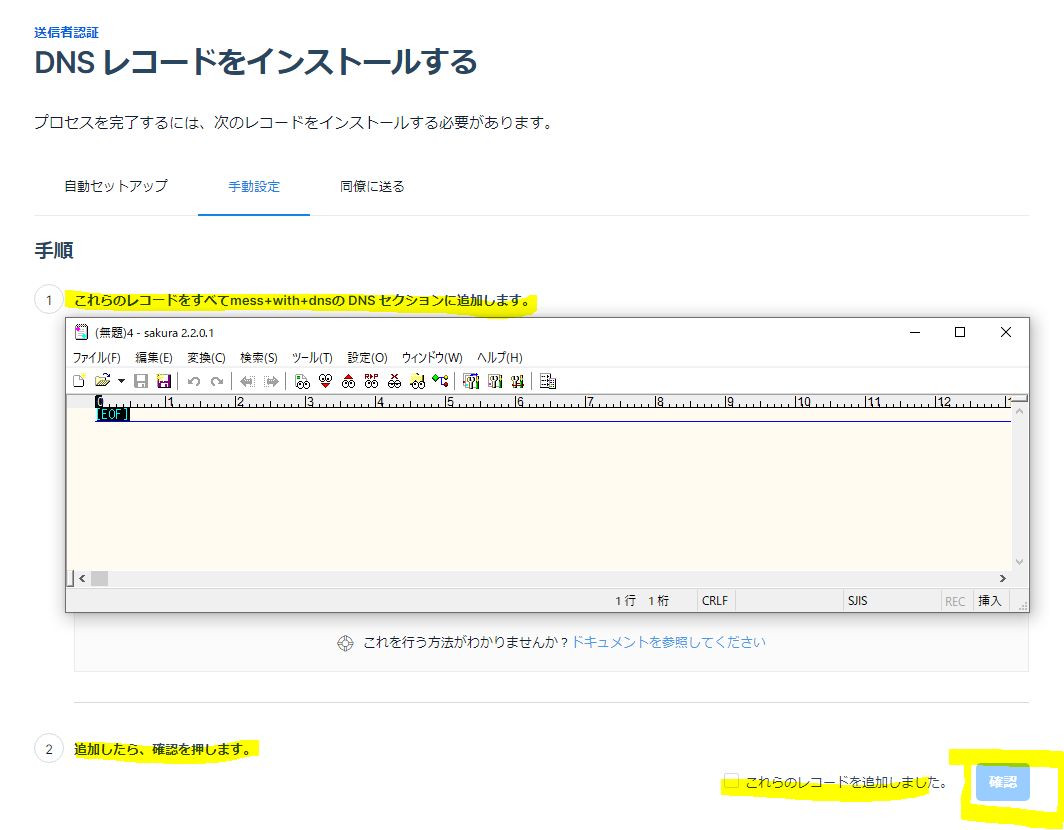 送信者認証
DNS レコードをインストールする
プロセスを完了するには、次のレコードをインストールする必要があります。
自動セットアップ 手動設定 同僚に送る
手順
1 これらのレコードをすべてmess+with+dnsの DNS セクションに追加します。
(無題)4 - sakura 2.2.0.1
ファイル(F) 編集(E) 変換(C) 検索(S) ツール(T) 設定(O) ウィンドウ(W) ヘルプ(H)
0 1 2 3 4 5 6 7 8 9 10 11 12
[EOF]
1 行 1 桁 CRLF SJIS REC 挿入
これを行う方法がわかりませんか？ドキュメントを参照してください
2 追加したら、確認を押します。
これらのレコードを追加しました。 確認